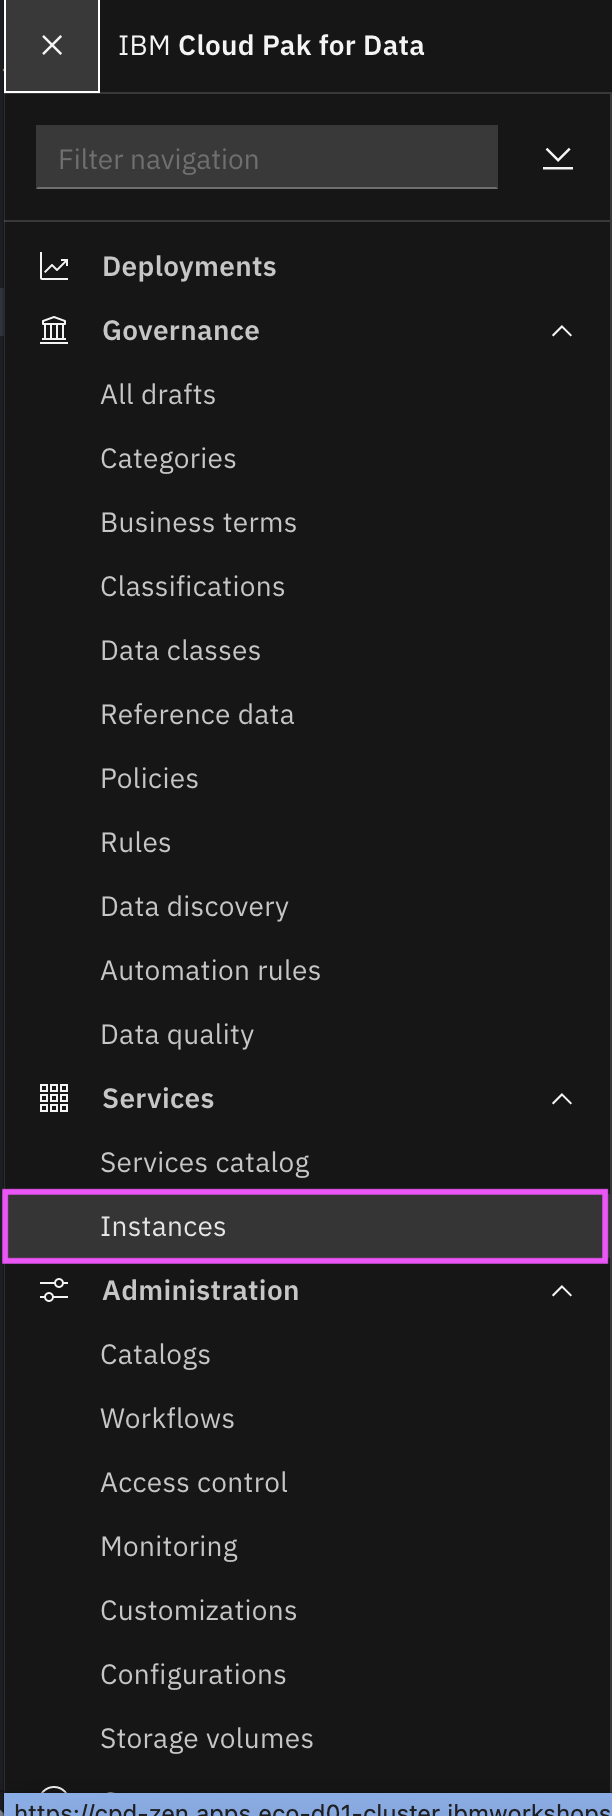 IBM Cloud Pak for Data
Filter navigation
Deployments
Governance
All drafts
Categories
Business terms
Classifications
Data classes
Reference data
Policies
Rules
Data discovery
Automation rules
Data quality
Services
Services catalog
Instances
Administration
Catalogs
Workflows
Access control
Monitoring
Customizations
Configurations
Storage volumes
https://cpd-zen.apps.eco-d01-cluster.ibmworkshops